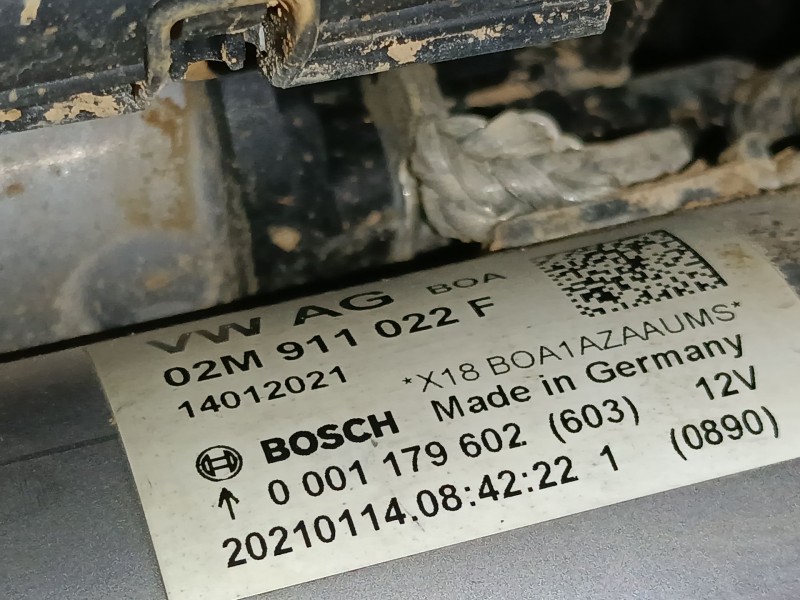 VW AG BOA
02M 911 022 F
14012021 *X18 BOA1AZAAUMS*
BOSCH Made in Germany
0 001 179 602 (603) 12V
20210114.08:42:22 1 (0890)